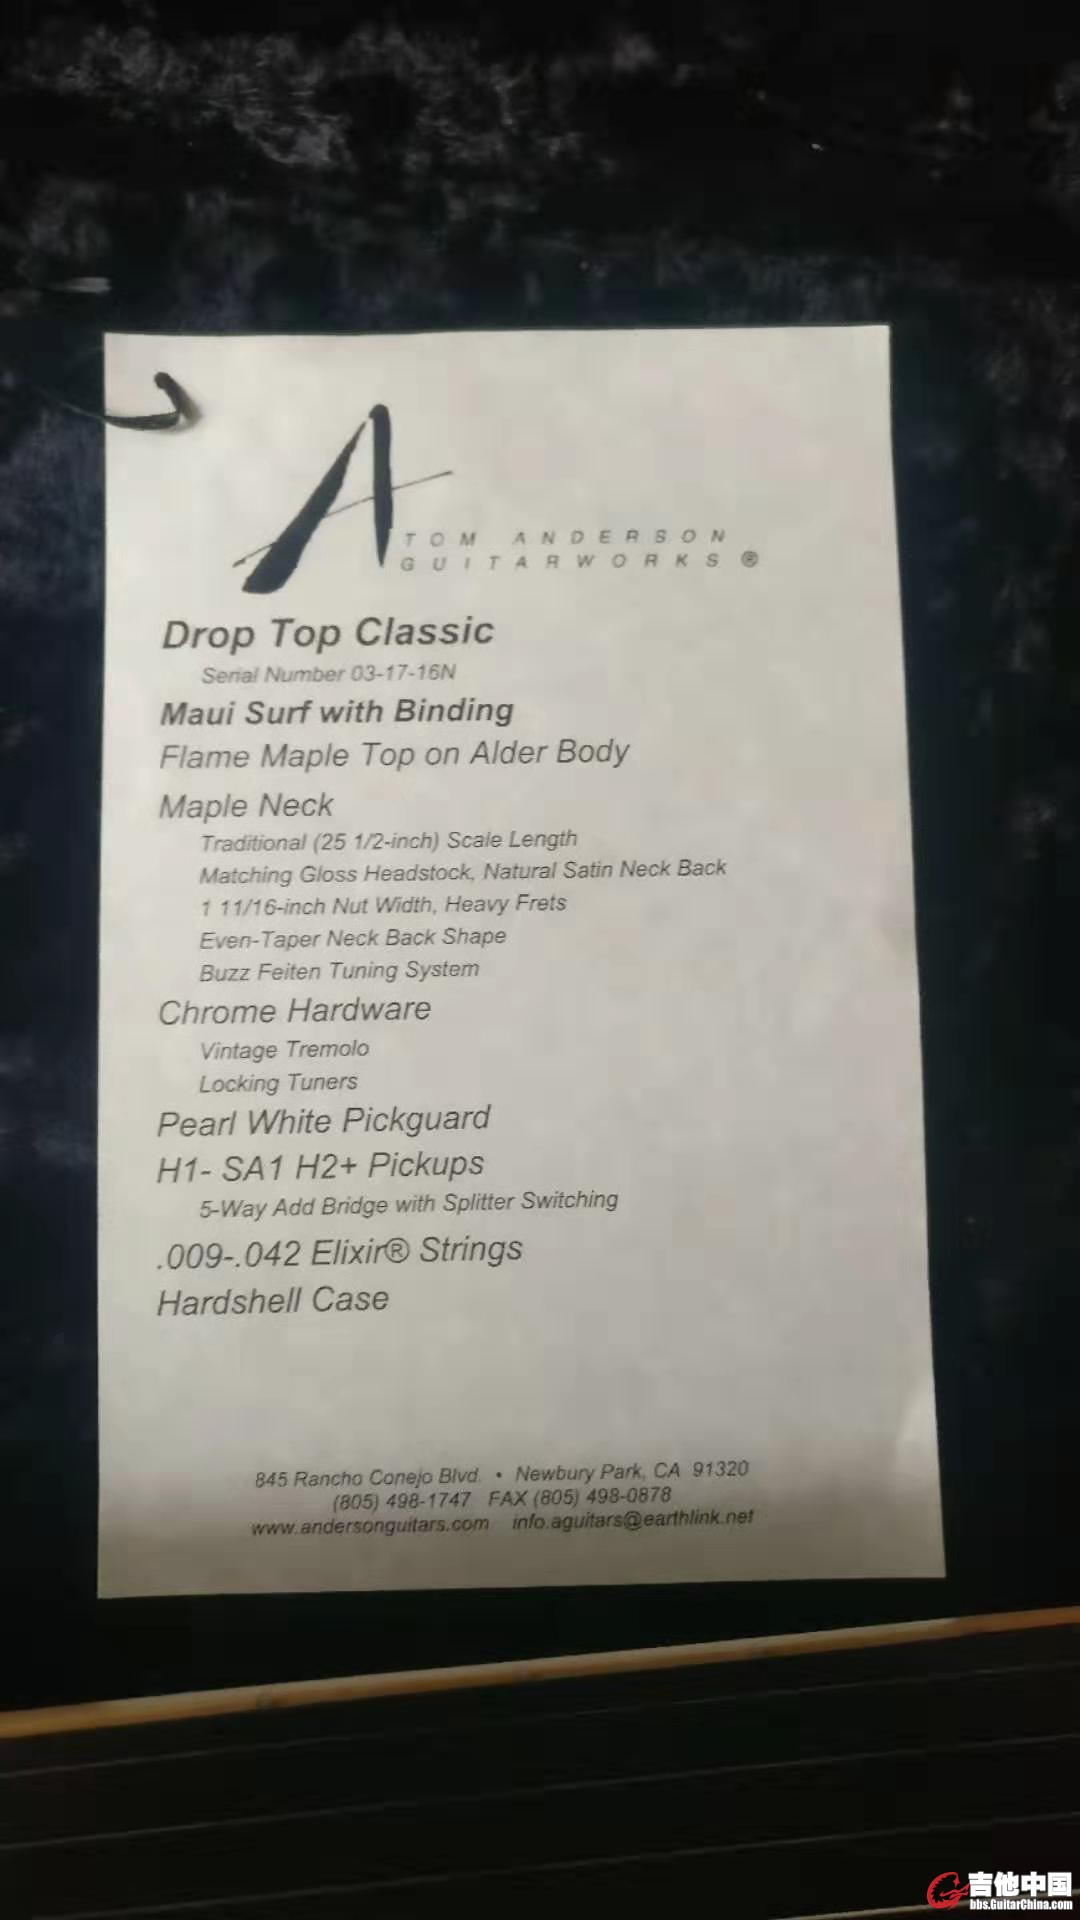 TOM ANDERSON
GUITARWORKS ®
Drop Top Classic
Serial Number 03-17-16N
Maui Surf with Binding
Flame Maple Top on Alder Body
Maple Neck
Traditional (25 1/2-inch) Scale Length
Matching Gloss Headstock, Natural Satin Neck Back
1 11/16-inch Nut Width, Heavy Frets
Even-Taper Neck Back Shape
Buzz Feiten Tuning System
Chrome Hardware
Vintage Tremolo
Locking Tuners
Pearl White Pickguard
H1- SA1 H2+ Pickups
5-Way Add Bridge with Splitter Switching
.009-.042 Elixir® Strings
Hardshell Case
845 Rancho Conejo Blvd. • Newbury Park, CA 91320
(805) 498-1747 FAX (805) 498-0878
www.andersonguitars.com info.aguitars@earthlink.net
吉他中国
bbs.GuitarChina.com